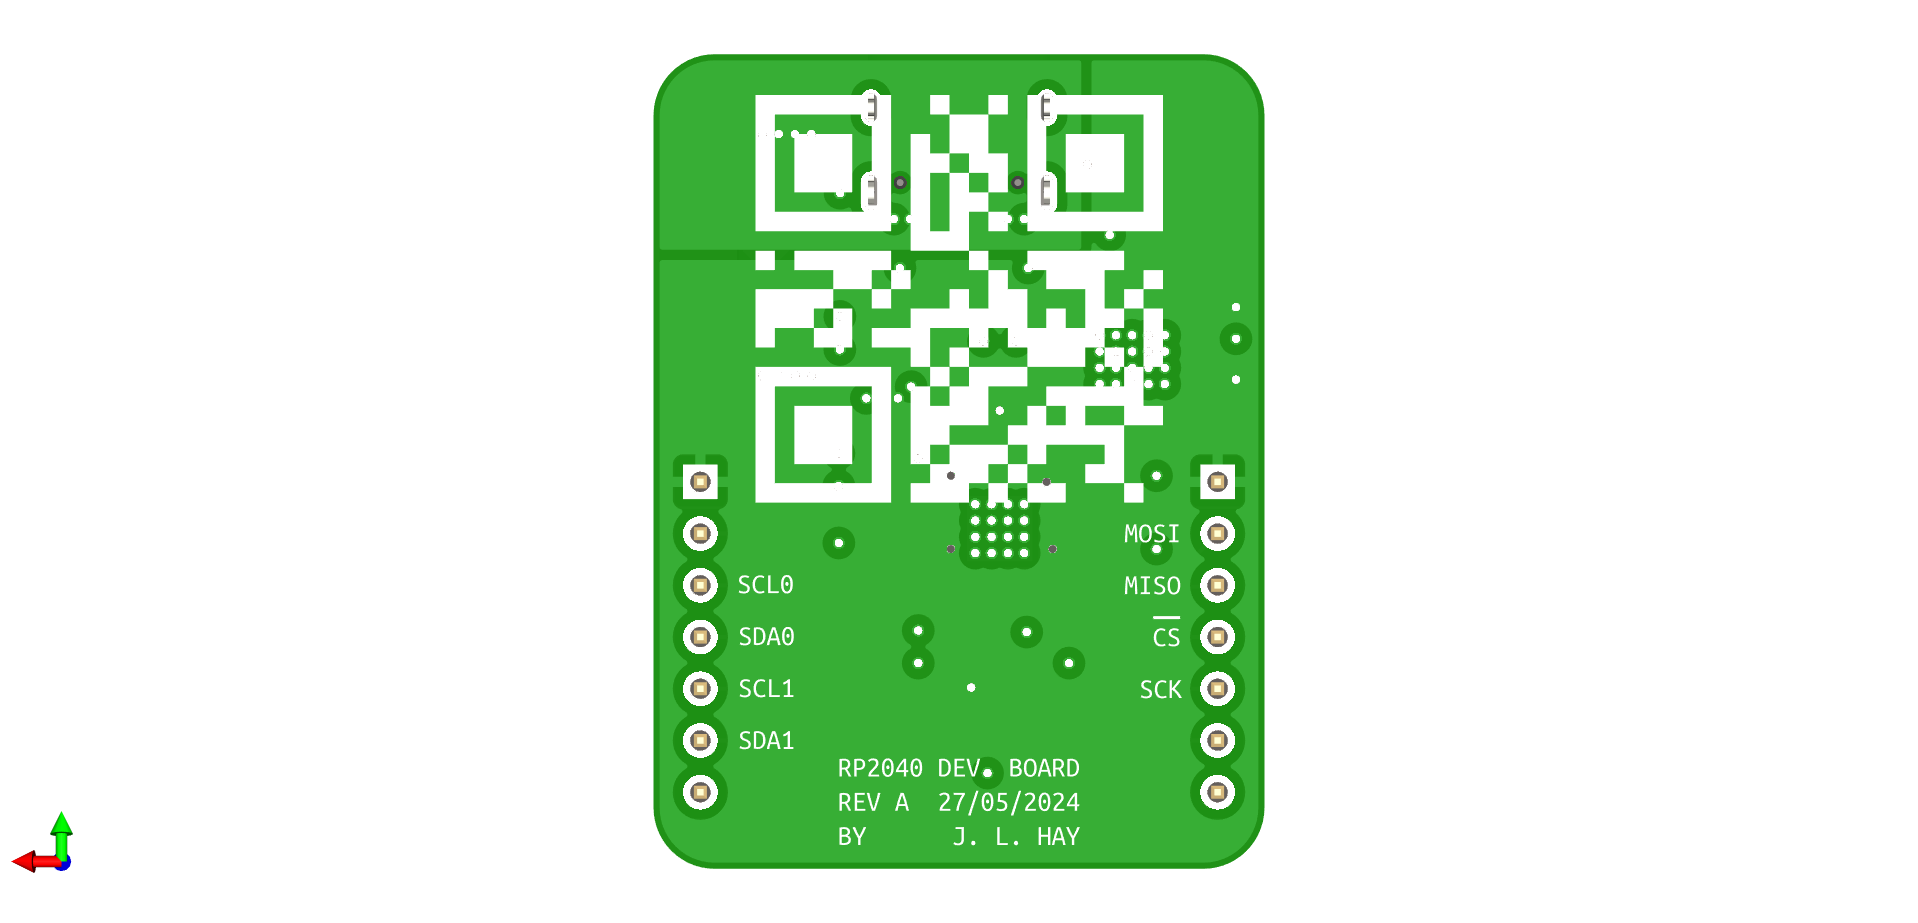 MOSI
SCL0 MISO
SDA0 CS
SCL1 SCK
SDA1
RP2040 DEV BOARD
REV A 27/05/2024
BY J. L. HAY